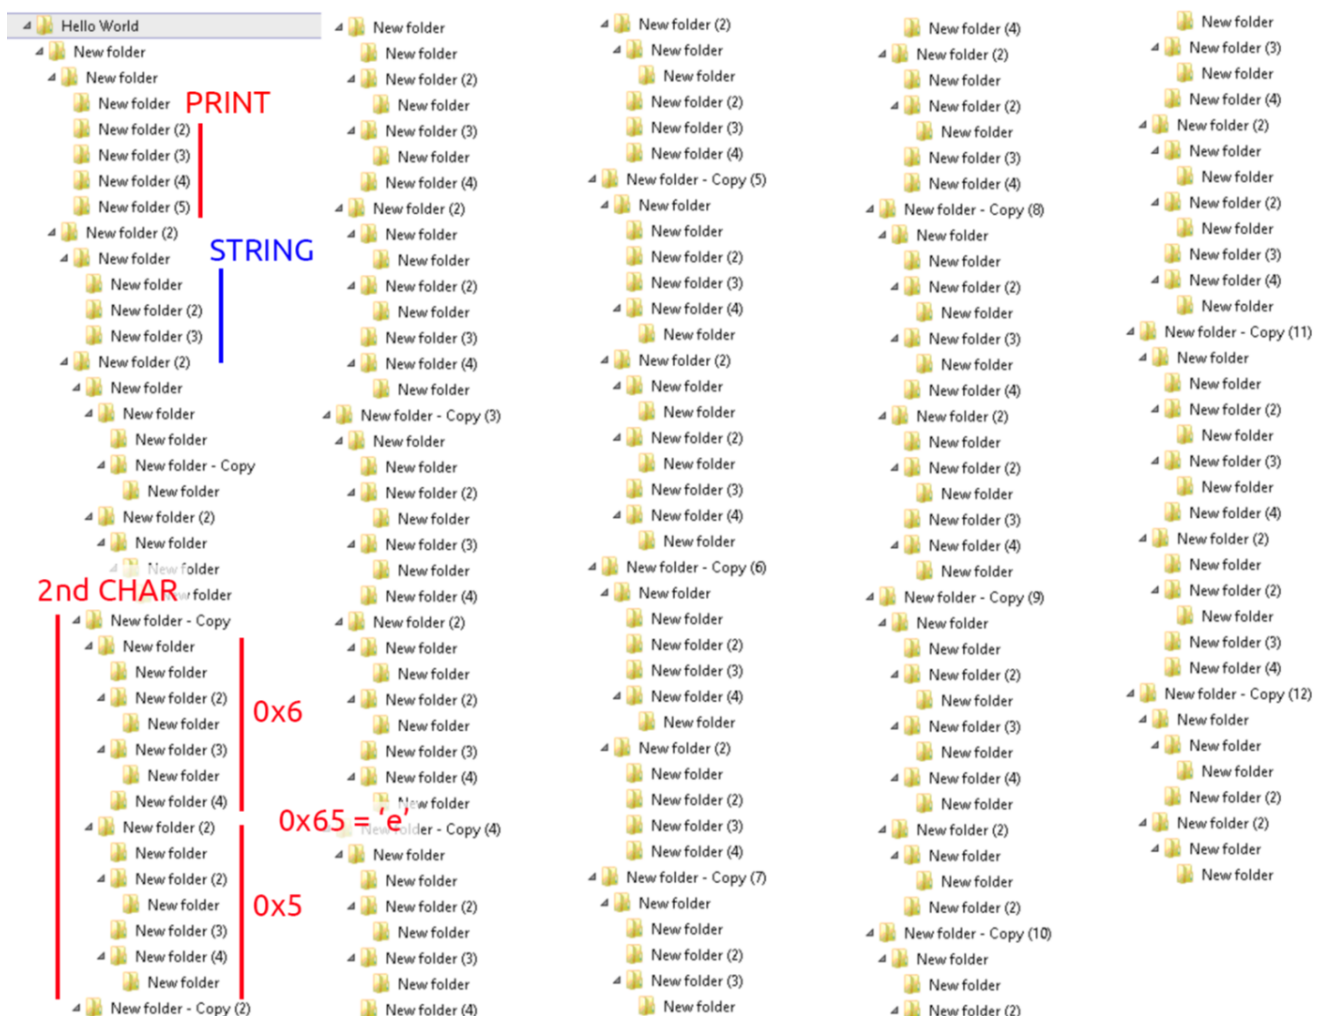 Hello World
New folder
New folder
New folder
PRINT
New folder (2)
New folder (3)
New folder (4)
New folder (5)
New folder (2)
STRING
New folder
New folder
New folder (2)
New folder (3)
New folder (2)
New folder
New folder
New folder
New folder - Copy
New folder
New folder (2)
New folder
New folder
2nd CHAR
folder
New folder - Copy
New folder
New folder
New folder (2)
New folder
0x6
New folder (3)
New folder
New folder (4)
New folder (2)
0x65 = ‘e’
New folder
New folder (2)
New folder
0x5
New folder (3)
New folder (4)
New folder
New folder - Copy (2)
New folder
New folder
New folder (2)
New folder
New folder (3)
New folder
New folder (4)
New folder (2)
New folder
New folder
New folder (2)
New folder
New folder (3)
New folder (4)
New folder
New folder - Copy (3)
New folder
New folder
New folder (2)
New folder
New folder (3)
New folder
New folder (4)
New folder (2)
New folder
New folder
New folder (2)
New folder
New folder (3)
New folder (4)
New folder
New folder - Copy (4)
New folder
New folder
New folder (2)
New folder
New folder (3)
New folder
New folder (4)
New folder (2)
New folder
New folder
New folder (2)
New folder (3)
New folder (4)
New folder - Copy (5)
New folder
New folder
New folder (2)
New folder (3)
New folder (4)
New folder
New folder (2)
New folder
New folder
New folder (2)
New folder
New folder (3)
New folder (4)
New folder
New folder - Copy (6)
New folder
New folder
New folder (2)
New folder (3)
New folder (4)
New folder
New folder (2)
New folder
New folder (2)
New folder (3)
New folder (4)
New folder - Copy (7)
New folder
New folder
New folder (2)
New folder (3)
New folder
New folder (4)
New folder (2)
New folder
New folder (2)
New folder
New folder (3)
New folder (4)
New folder - Copy (8)
New folder
New folder
New folder (2)
New folder
New folder (3)
New folder
New folder (4)
New folder (2)
New folder
New folder (2)
New folder
New folder (3)
New folder (4)
New folder
New folder - Copy (9)
New folder
New folder
New folder (2)
New folder
New folder (3)
New folder
New folder (4)
New folder
New folder (2)
New folder
New folder
New folder (2)
New folder - Copy (10)
New folder
New folder
New folder (2)
New folder
New folder (3)
New folder
New folder (4)
New folder (2)
New folder
New folder
New folder (2)
New folder
New folder (3)
New folder (4)
New folder
New folder - Copy (11)
New folder
New folder
New folder (2)
New folder
New folder (3)
New folder
New folder (4)
New folder (2)
New folder
New folder (2)
New folder
New folder (3)
New folder (4)
New folder - Copy (12)
New folder
New folder
New folder
New folder (2)
New folder (2)
New folder
New folder